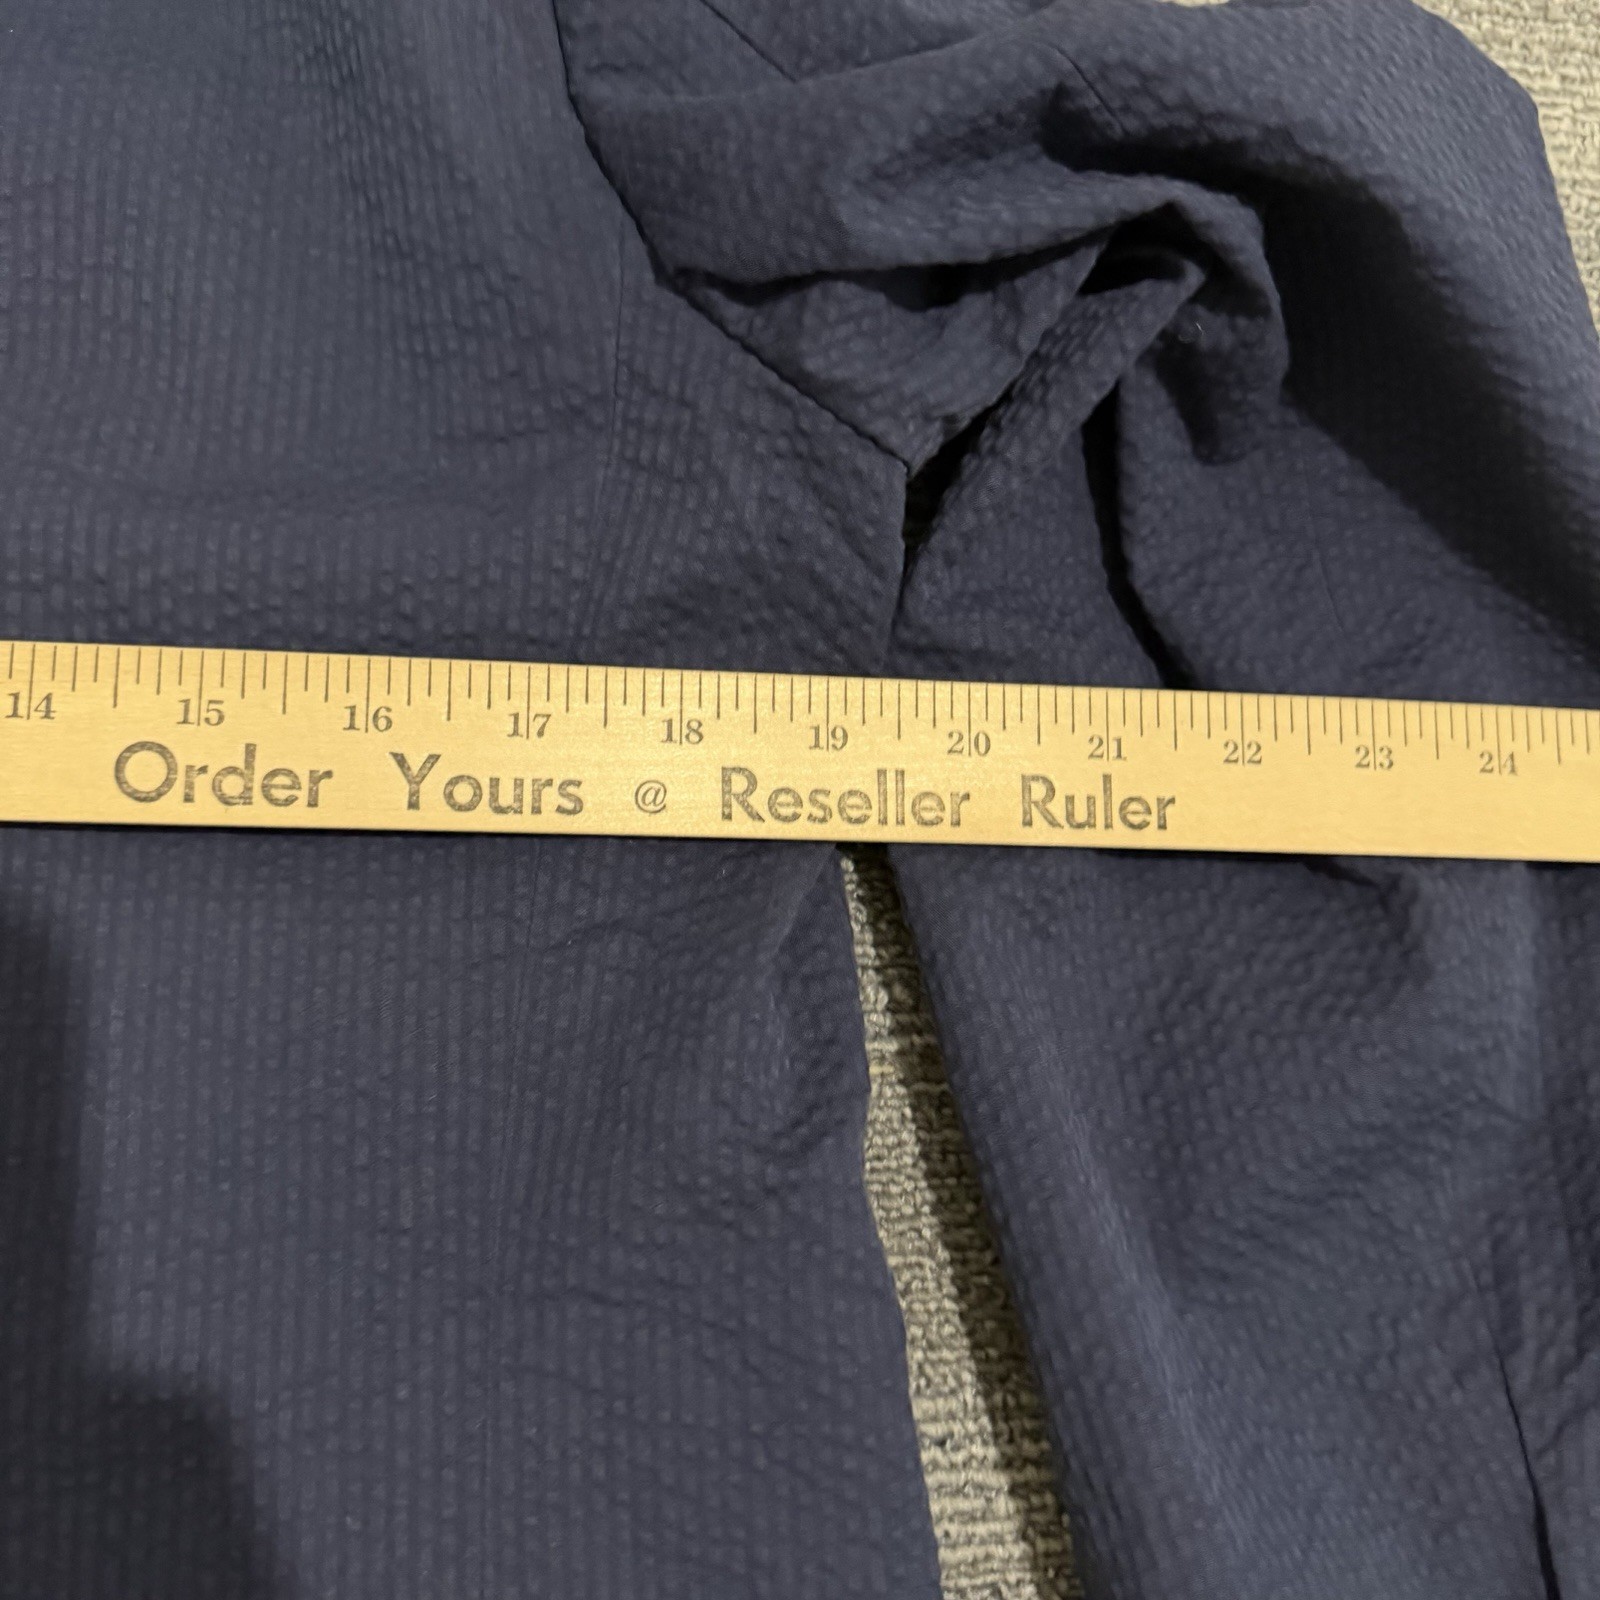 14 15 16 17 18 19 20 21 22 23 24
Order Yours @ Reseller Ruler